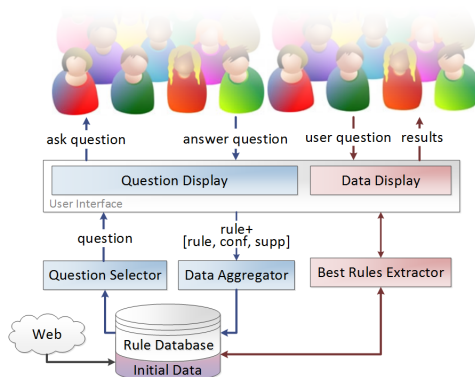 ask question answer question user question results
Question Display Data Display
User Interface
question
rule+
[rule, conf, supp]
Question Selector Data Aggregator Best Rules Extractor
Web
Rule Database
Initial Data